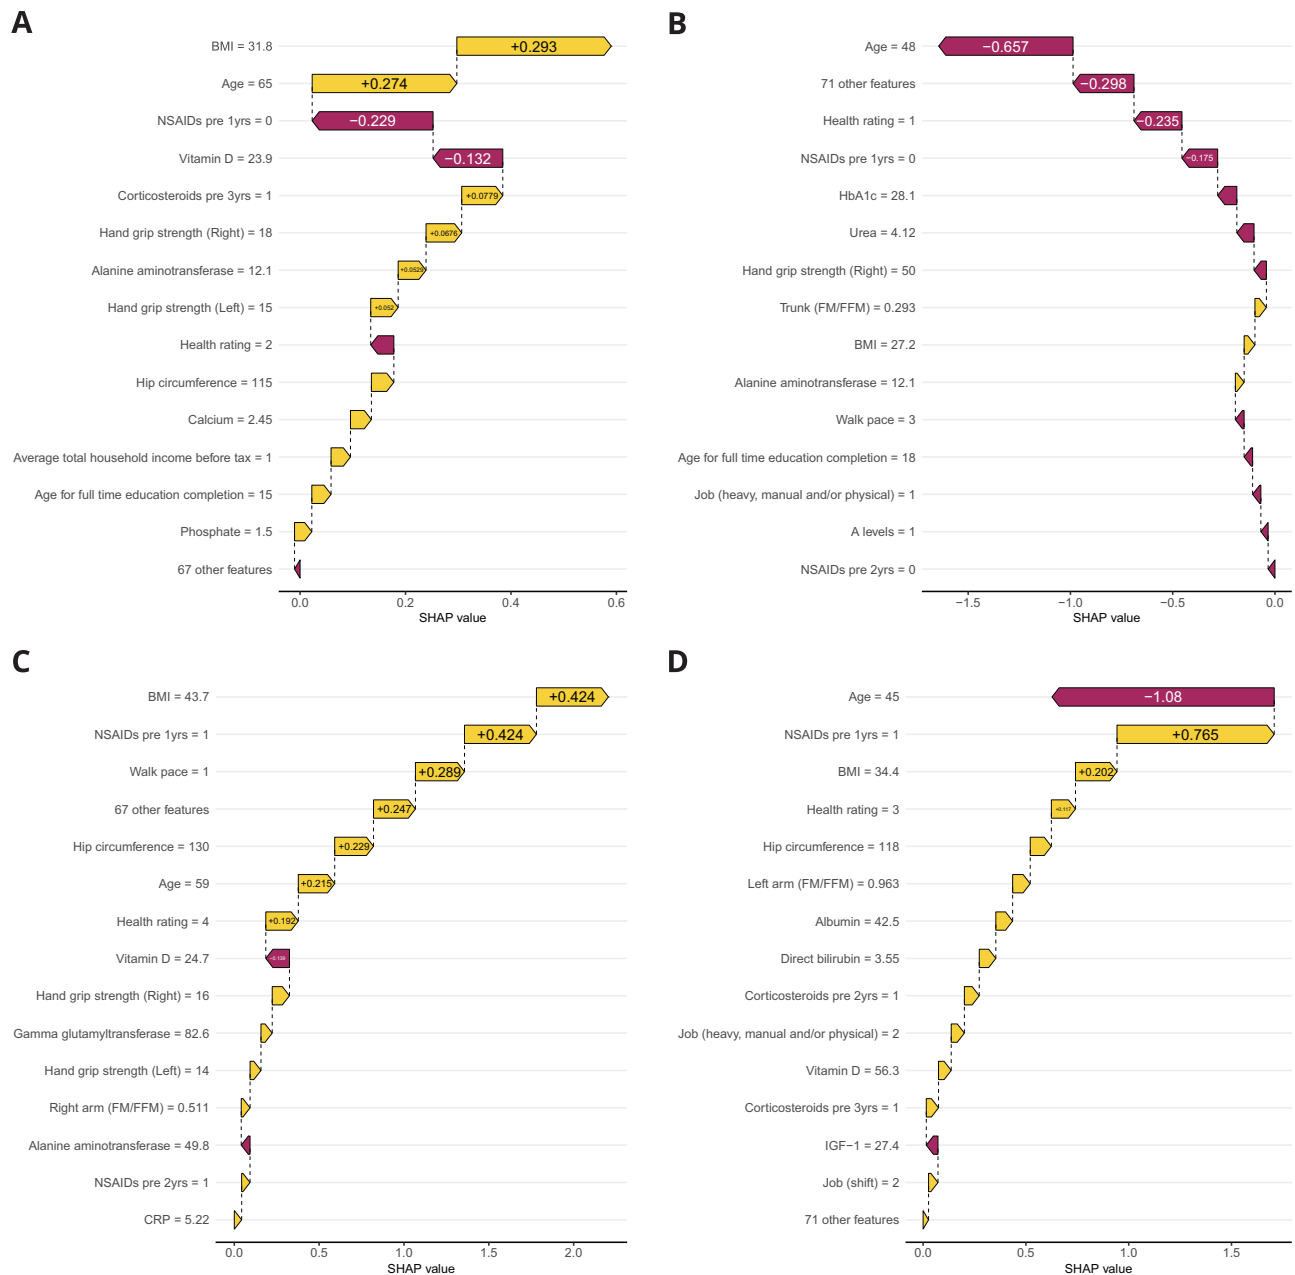 A
BMI = 31.8
+0.293
Age = 65
+0.274
NSAIDs pre 1yrs = 0
−0.229
Vitamin D = 23.9
−0.132
Corticosteroids pre 3yrs = 1
+0.0779
Hand grip strength (Right) = 18
+0.0676
Alanine aminotransferase = 12.1
+0.0529
Hand grip strength (Left) = 15
+0.052
Health rating = 2
Hip circumference = 115
Calcium = 2.45
Average total household income before tax = 1
Age for full time education completion = 15
Phosphate = 1.5
67 other features
0.0 0.2 0.4 0.6
SHAP value
B
Age = 48
−0.657
71 other features
−0.298
Health rating = 1
−0.235
NSAIDs pre 1yrs = 0
−0.175
HbA1c = 28.1
Urea = 4.12
Hand grip strength (Right) = 50
Trunk (FM/FFM) = 0.293
BMI = 27.2
Alanine aminotransferase = 12.1
Walk pace = 3
Age for full time education completion = 18
Job (heavy, manual and/or physical) = 1
A levels = 1
NSAIDs pre 2yrs = 0
−1.5 −1.0 −0.5 0.0
SHAP value
C
BMI = 43.7
+0.424
NSAIDs pre 1yrs = 1
+0.424
Walk pace = 1
+0.289
67 other features
+0.247
Hip circumference = 130
+0.229
Age = 59
+0.215
Health rating = 4
+0.192
Vitamin D = 24.7
Hand grip strength (Right) = 16
Gamma glutamyltransferase = 82.6
Hand grip strength (Left) = 14
Right arm (FM/FFM) = 0.511
Alanine aminotransferase = 49.8
NSAIDs pre 2yrs = 1
CRP = 5.22
0.0 0.5 1.0 1.5 2.0
SHAP value
D
Age = 45
−1.08
NSAIDs pre 1yrs = 1
+0.765
BMI = 34.4
+0.202
Health rating = 3
+0.117
Hip circumference = 118
Left arm (FM/FFM) = 0.963
Albumin = 42.5
Direct bilirubin = 3.55
Corticosteroids pre 2yrs = 1
Job (heavy, manual and/or physical) = 2
Vitamin D = 56.3
Corticosteroids pre 3yrs = 1
IGF−1 = 27.4
Job (shift) = 2
71 other features
0.0 0.5 1.0 1.5
SHAP value